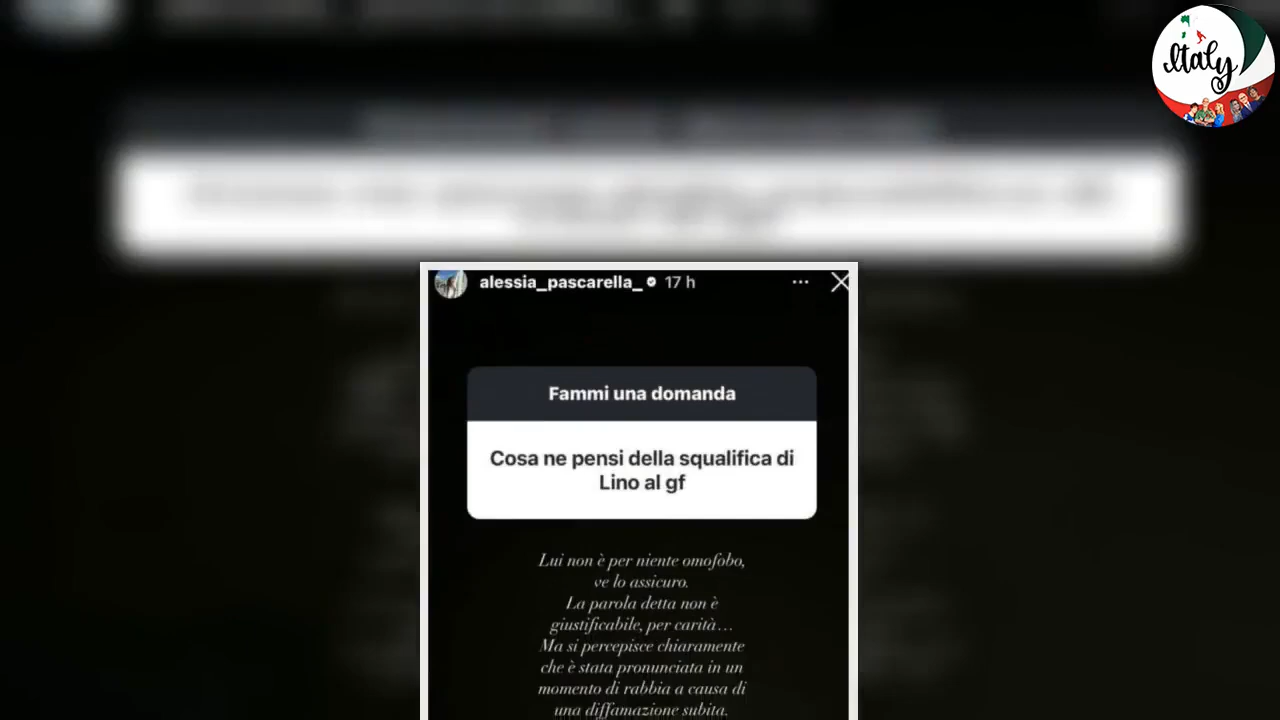 Italy
alessia_pascarella_ 17 h
Fammi una domanda
Cosa ne pensi della squalifica di
Lino al gf
Lui non è per niente omofobo,
ve lo assicuro.
La parola detta non è
giustificabile, per carità...
Ma si percepisce chiaramente
che è stata pronunciata in un
momento di rabbia a causa di
una diffamazione subita.